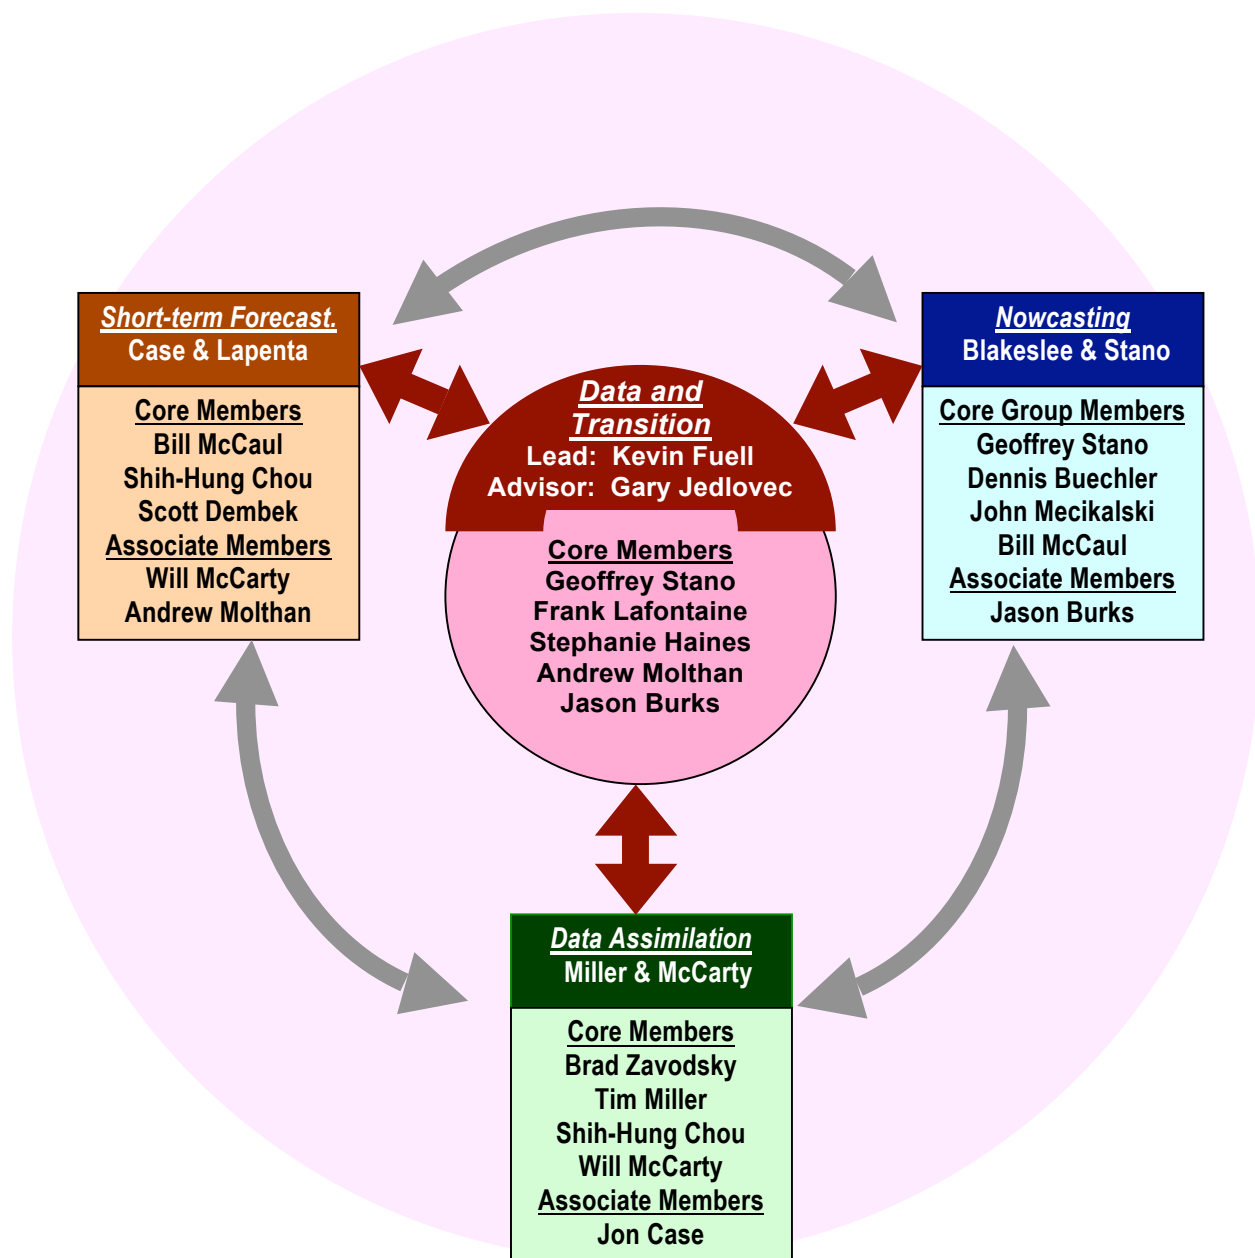 Short-term Forecast.
Case & Lapenta
Core Members
Bill McCaul
Shih-Hung Chou
Scott Dembek
Associate Members
Will McCarty
Andrew Molthan
Data and
Transition
Lead: Kevin Fuell
Advisor: Gary Jedlovec
Core Members
Geoffrey Stano
Frank Lafontaine
Stephanie Haines
Andrew Molthan
Jason Burks
Nowcasting
Blakeslee & Stano
Core Group Members
Geoffrey Stano
Dennis Buechler
John Mecikalski
Bill McCaul
Associate Members
Jason Burks
Data Assimilation
Miller & McCarty
Core Members
Brad Zavodsky
Tim Miller
Shih-Hung Chou
Will McCarty
Associate Members
Jon Case